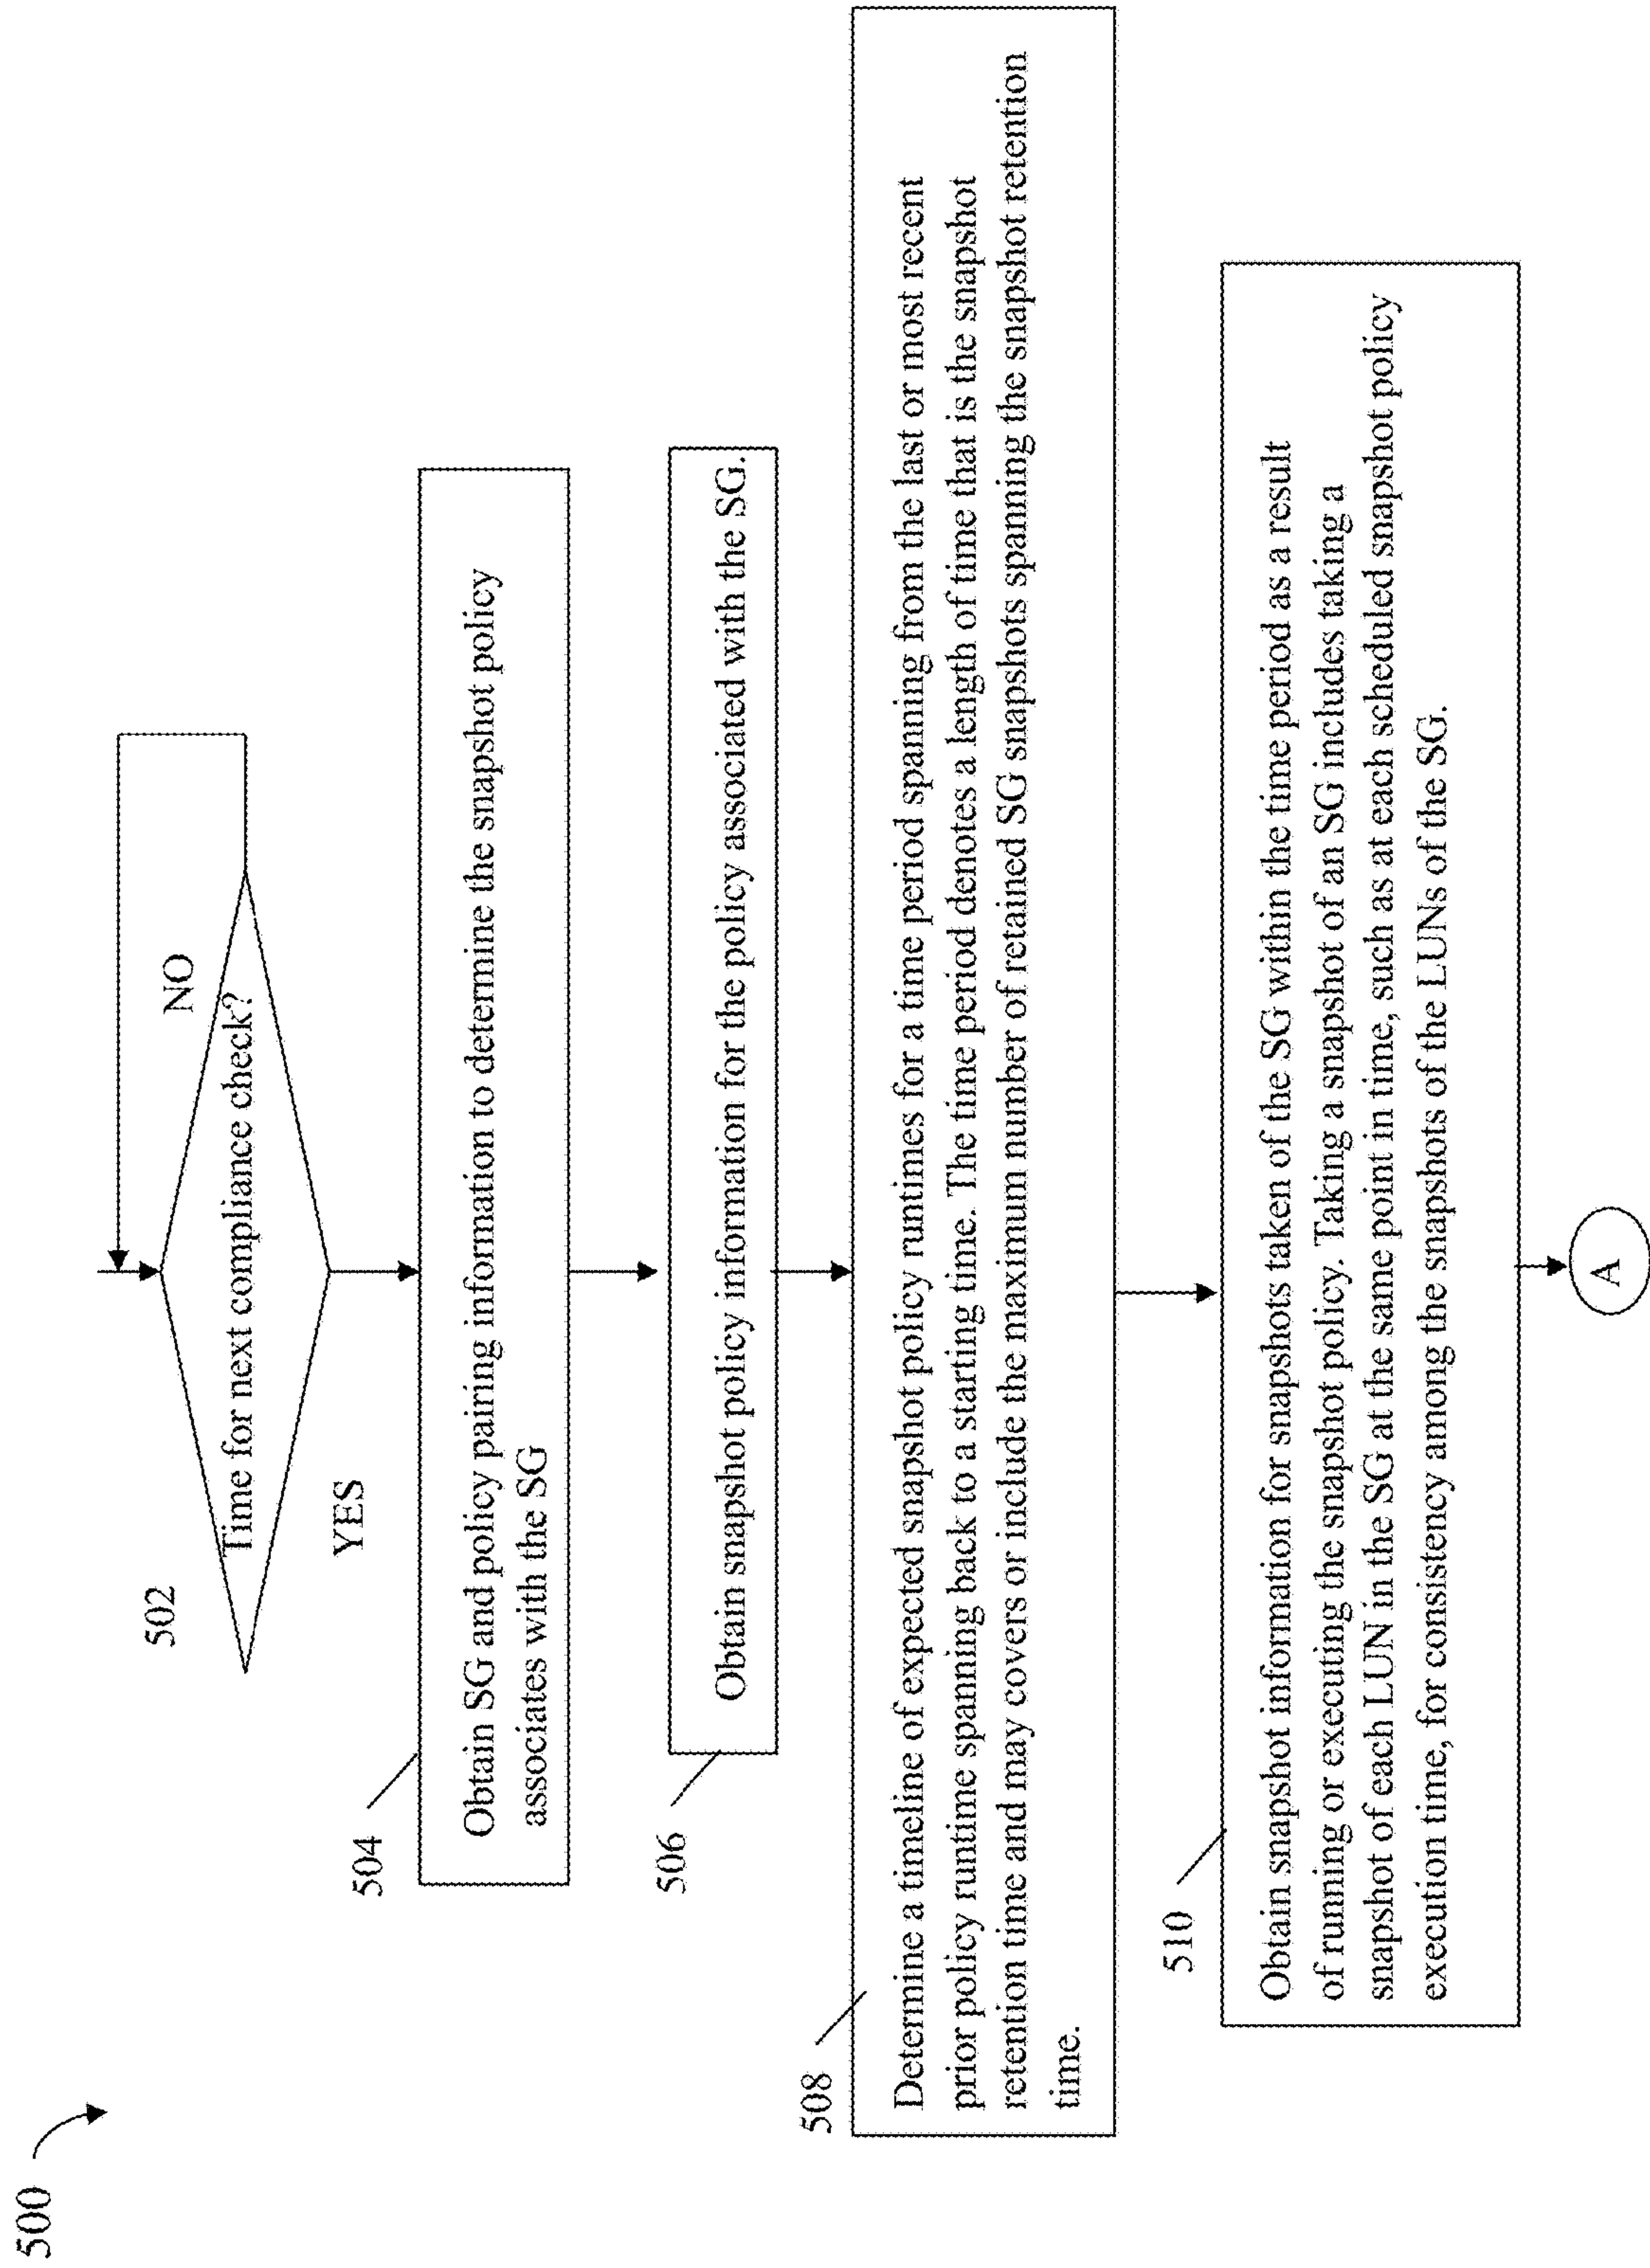 500
502
Time for next compliance check?
NO
YES
504
Obtain SG and policy pairing information to determine the snapshot policy
associates with the SG
506
Obtain snapshot policy information for the policy associated with the SG.
508
Determine a timeline of expected snapshot policy runtimes for a time period spanning from the last or most recent
prior policy runtime spanning back to a starting time. The time period denotes a length of time that is the snapshot
retention time and may covers or include the maximum number of retained SG snapshots spanning the snapshot retention
time.
510
Obtain snapshot information for snapshots taken of the SG within the time period as a result
of running or executing the snapshot policy. Taking a snapshot of an SG includes taking a
snapshot of each LUN in the SG at the same point in time, such as at each scheduled snapshot policy
execution time, for consistency among the snapshots of the LUNs of the SG.
A